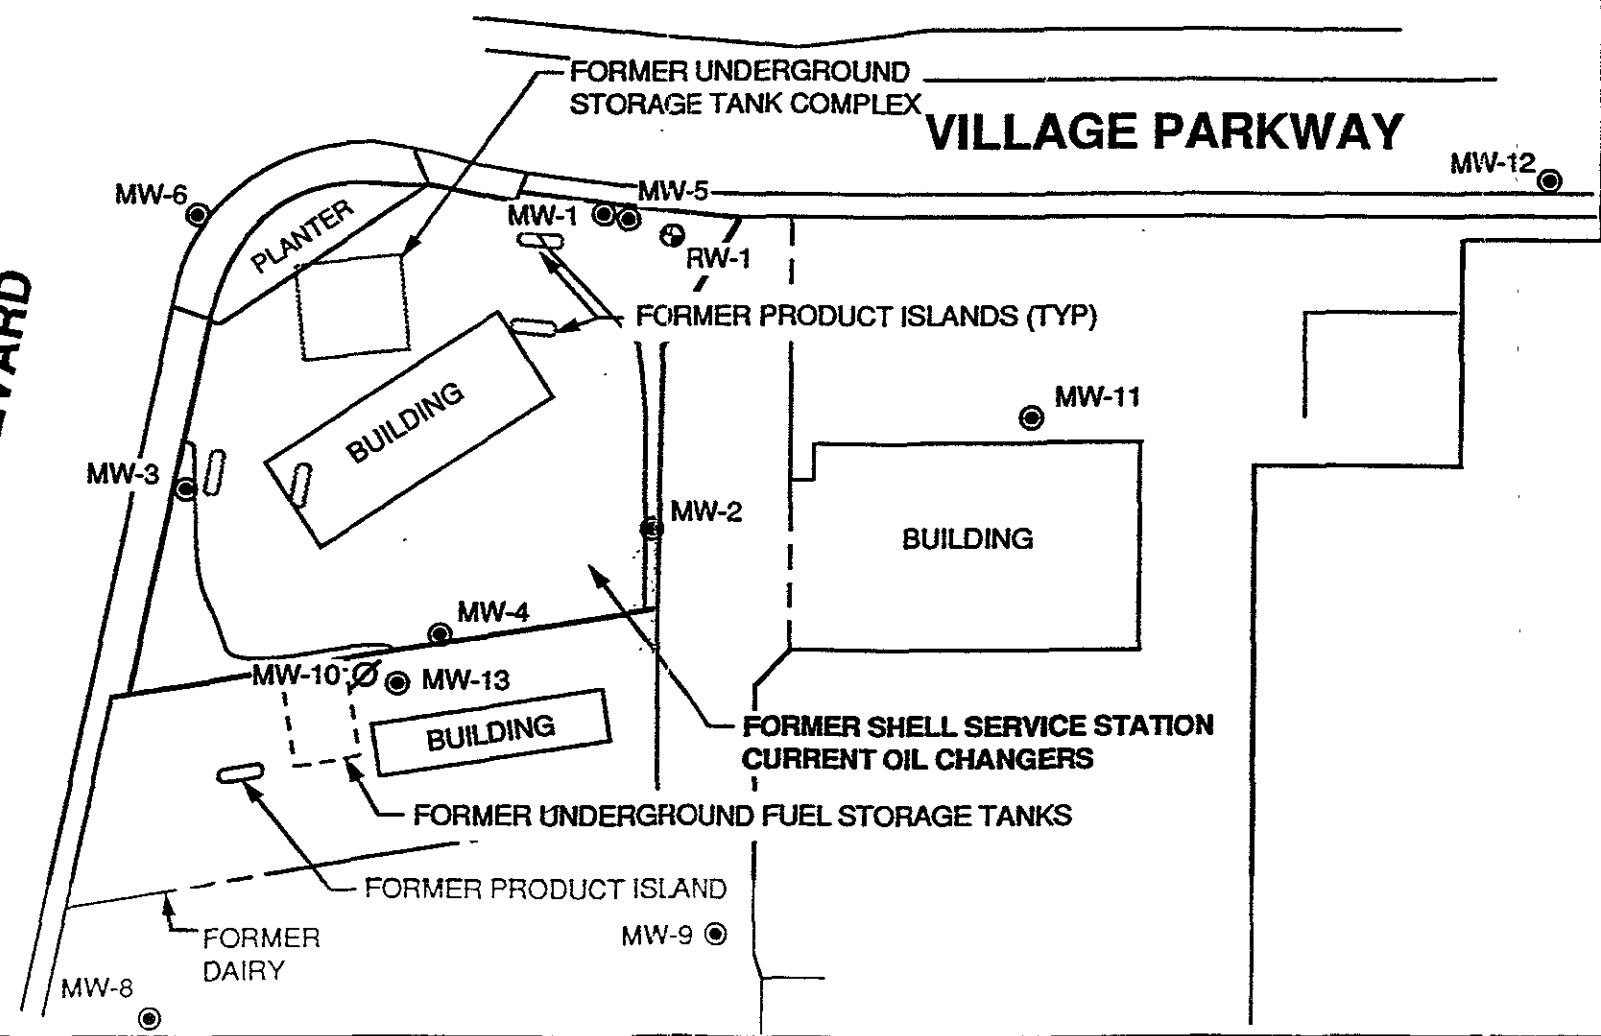 FORMER UNDERGROUND
STORAGE TANK COMPLEX
VILLAGE PARKWAY
MW-12
MW-6
MW-5
MW-1
PLANTER
RW-1
FORMER PRODUCT ISLANDS (TYP)
BUILDING
MW-11
MW-3
MW-2
BUILDING
MW-4
MW-10
MW-13
BUILDING
FORMER SHELL SERVICE STATION
CURRENT OIL CHANGERS
FORMER UNDERGROUND FUEL STORAGE TANKS
FORMER PRODUCT ISLAND
FORMER
DAIRY
MW-9
MW-8